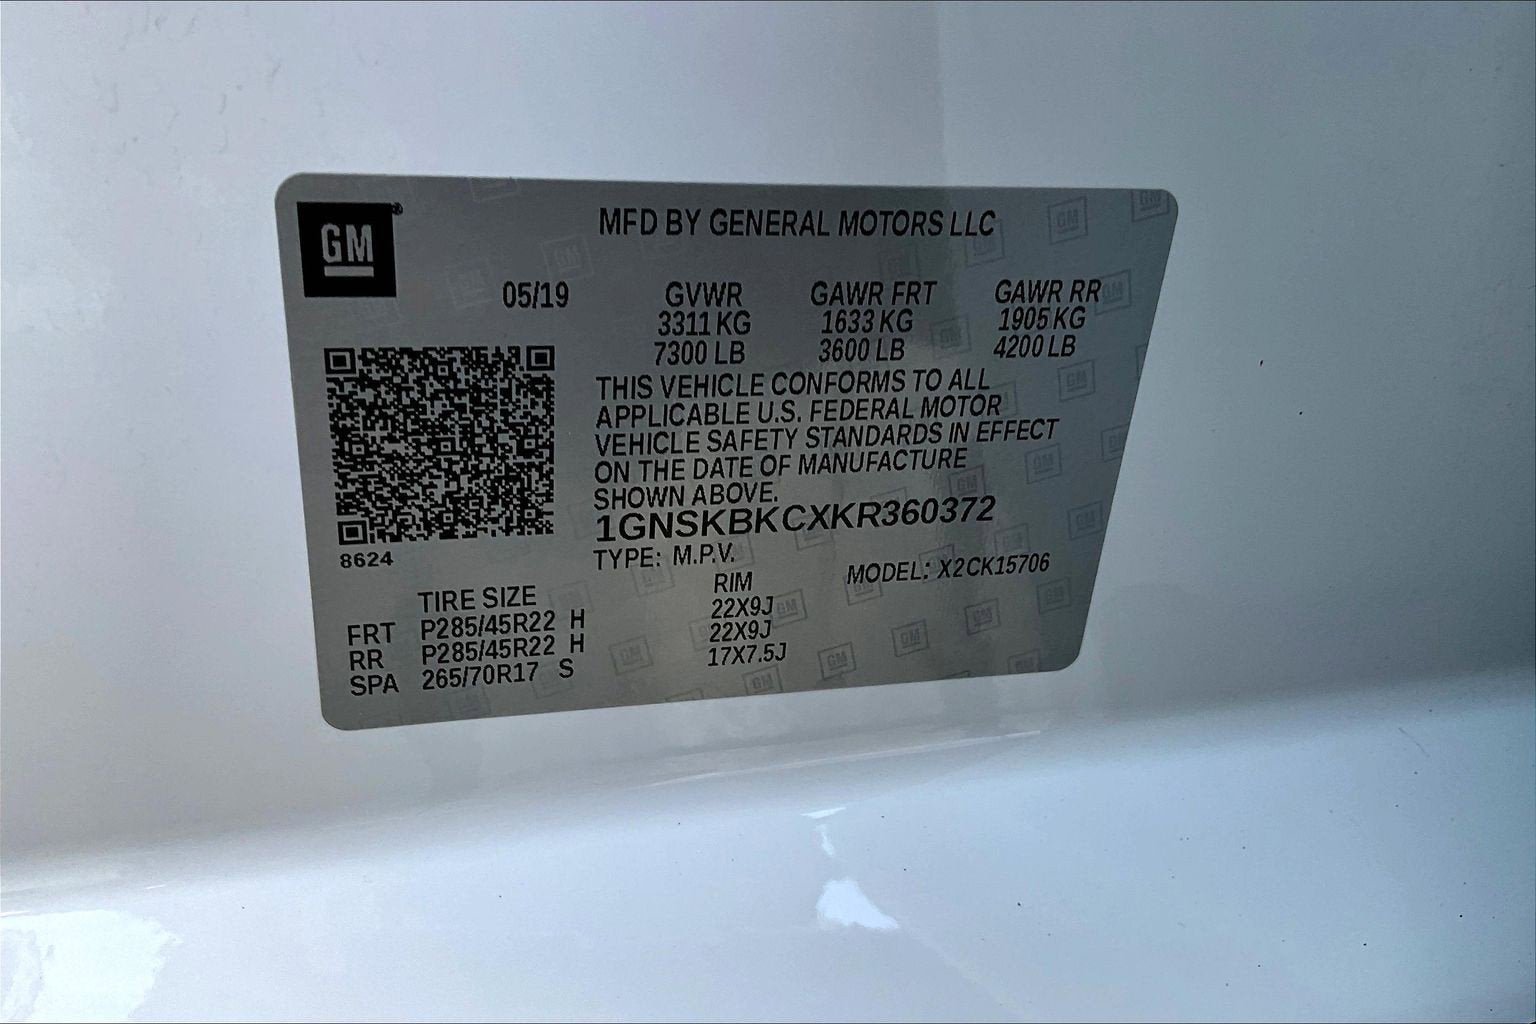 GM
MFD BY GENERAL MOTORS LLC
05/19 GVWR GAWR FRT GAWR RR
3311 KG 1633 KG 1905 KG
7300 LB 3600 LB 4200 LB
THIS VEHICLE CONFORMS TO ALL
APPLICABLE U.S. FEDERAL MOTOR
VEHICLE SAFETY STANDARDS IN EFFECT
ON THE DATE OF MANUFACTURE
SHOWN ABOVE.
1GNSKBKCXKR360372
8624
TYPE: M.P.V. MODEL: X2CK15706
TIRE SIZE RIM
FRT P285/45R22 H 22X9J
RR P285/45R22 H 22X9J
SPA 265/70R17 S 17X7.5J